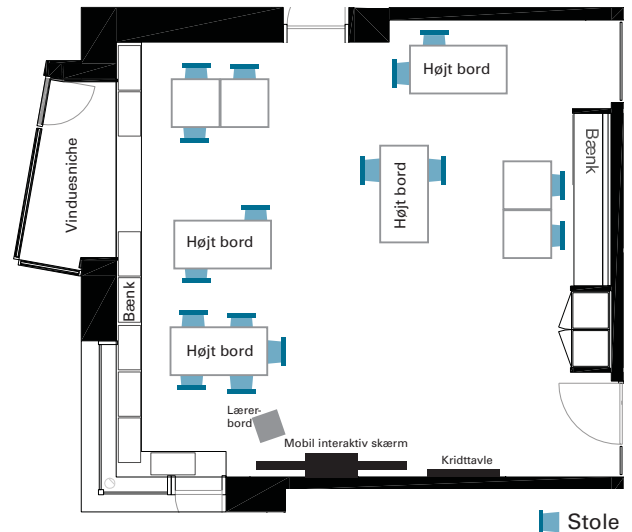 Højt bord
Vinduesniche
Bænk
Højt bord
Højt bord
Bænk
Højt bord
Lærer-
bord
Mobil interaktiv skærm
Kridttavle
Stole